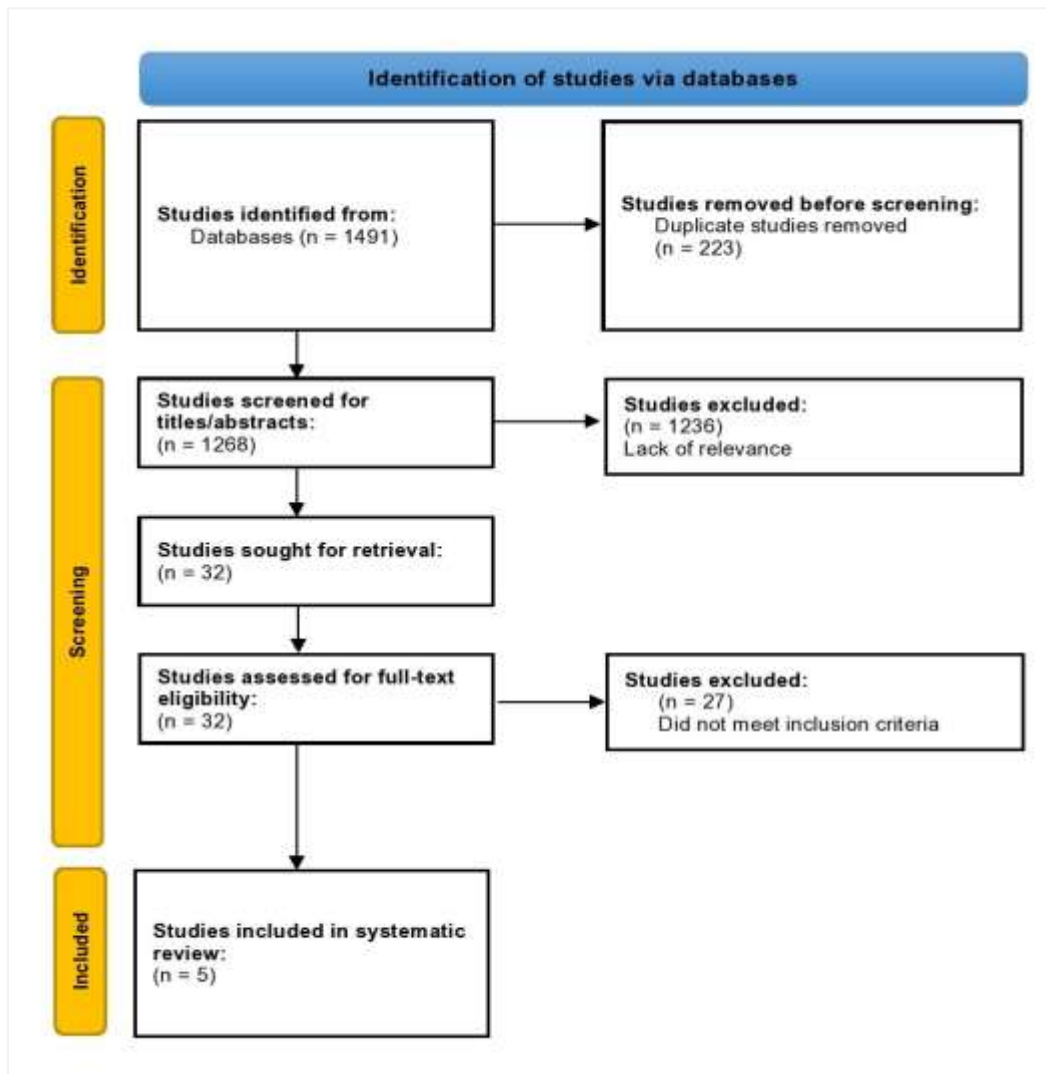 Identification of studies via databases
Identification
Studies identified from:
Databases (n = 1491)
Studies removed before screening:
Duplicate studies removed
(n = 223)
Screening
Studies screened for
titles/abstracts:
(n = 1268)
Studies excluded:
(n = 1236)
Lack of relevance
Studies sought for retrieval:
(n = 32)
Studies assessed for full-text
eligibility:
(n = 32)
Studies excluded:
(n = 27)
Did not meet inclusion criteria
Included
Studies included in systematic
review:
(n = 5)